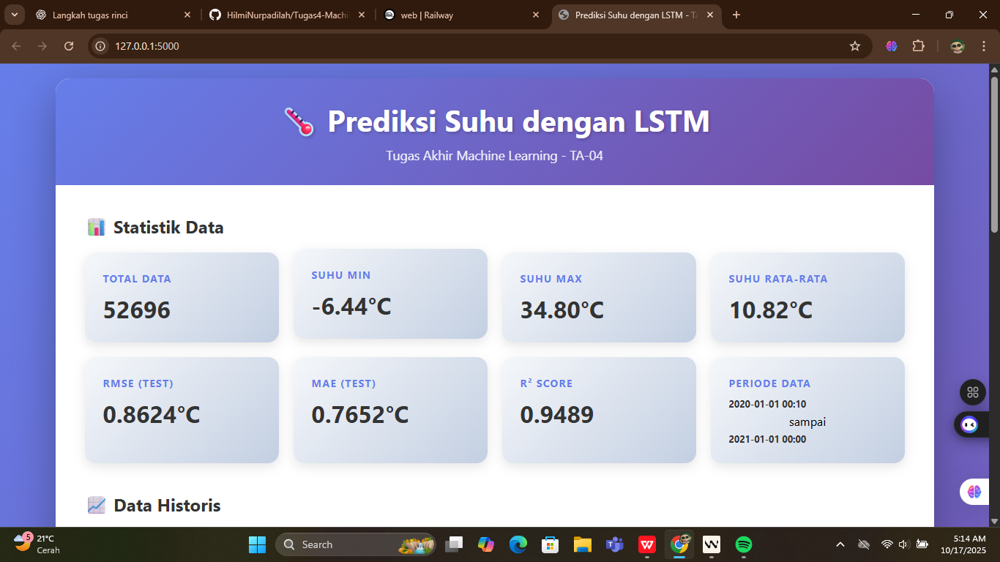 Langkah tugas rinci
HilmiNurpadilah/Tugas4-Machi
web | Railway
Prediksi Suhu dengan LSTM - TA
127.0.0.1:5000
Prediksi Suhu dengan LSTM
Tugas Akhir Machine Learning - TA-04
Statistik Data
TOTAL DATA
52696
SUHU MIN
-6.44°C
SUHU MAX
34.80°C
SUHU RATA-RATA
10.82°C
RMSE (TEST)
0.8624°C
MAE (TEST)
0.7652°C
R² SCORE
0.9489
PERIODE DATA
2020-01-01 00:10
sampai
2021-01-01 00:00
Data Historis
5
21°C
Cerah
Search
5:14 AM
10/17/2025